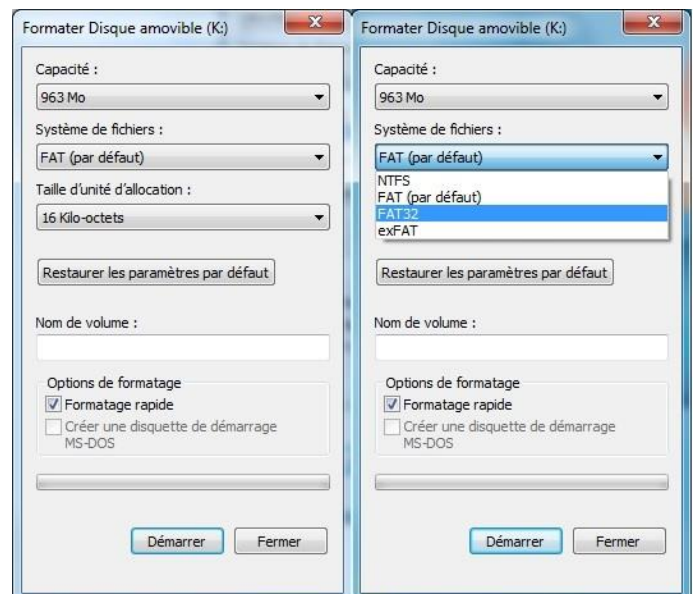 Formater Disque amovible (K:)
Capacité :
963 Mo
Système de fichiers :
FAT (par défaut)
Taille d'unité d'allocation :
16 Kilo-octets
Restaurer les paramètres par défaut
Nom de volume :
Options de formatage
Formatage rapide
Créer une disquette de démarrage
MS-DOS
Démarrer
Fermer
Formater Disque amovible (K:)
Capacité :
963 Mo
Système de fichiers :
FAT (par défaut)
NTFS
FAT (par défaut)
FAT32
exFAT
Restaurer les paramètres par défaut
Nom de volume :
Options de formatage
Formatage rapide
Créer une disquette de démarrage
MS-DOS
Démarrer
Fermer